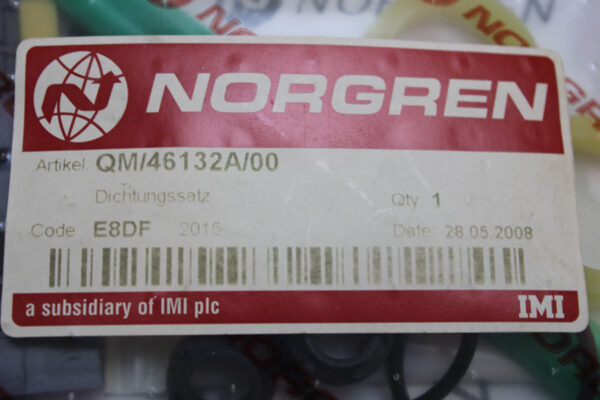 NORGREN
Artikel QM/46132A/00
Dichtungssatz Qty 1
Code E8DF 2015 Date: 28.05.2008
a subsidiary of IMI plc IMI